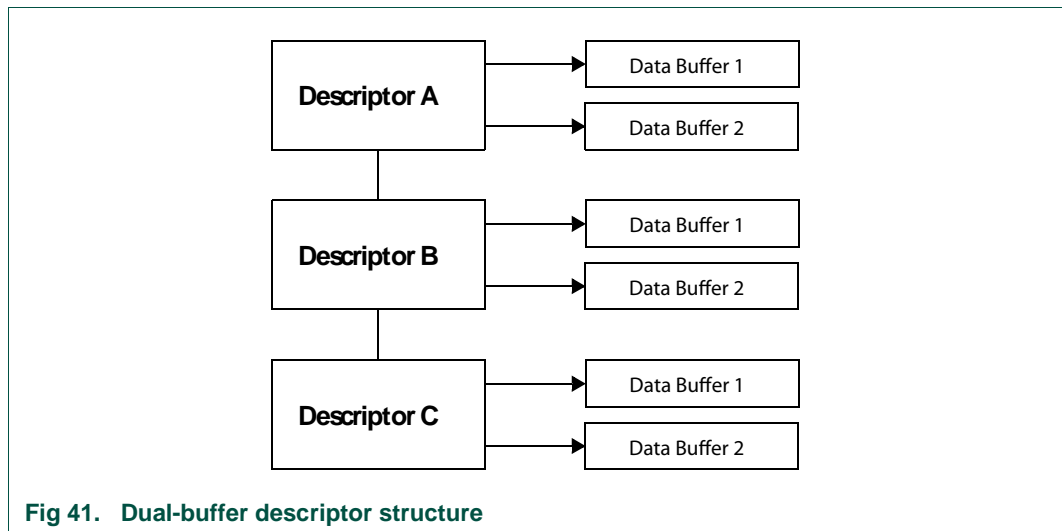 Descriptor A
Data Buffer 1
Data Buffer 2
Descriptor B
Data Buffer 1
Data Buffer 2
Descriptor C
Data Buffer 1
Data Buffer 2
Fig 41. Dual-buffer descriptor structure